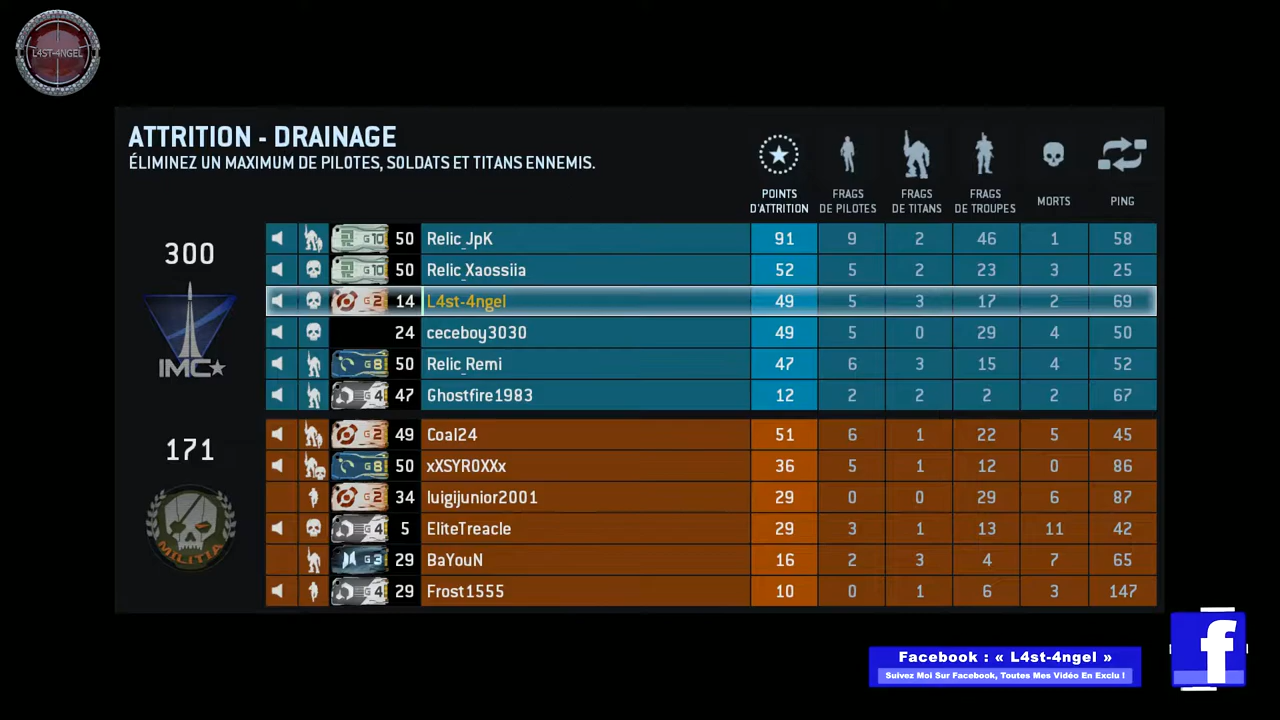 L4ST-4NGEL
ATTRITION - DRAINAGE
ÉLIMINEZ UN MAXIMUM DE PILOTES, SOLDATS ET TITANS ENNEMIS.
POINTS D'ATTRITION FRAGS DE PILOTES FRAGS DE TITANS FRAGS DE TROUPES MORTS PING
300
IMC
G10 50 Relic_JpK 91 9 2 46 1 58
G10 50 Relic_Xaossiia 52 5 2 23 3 25
G2 14 L4st-4ngel 49 5 3 17 2 69
24 ceceboy3030 49 5 0 29 4 50
G8 50 Relic_Remi 47 6 3 15 4 52
G4 47 Ghostfire1983 12 2 2 2 2 67
171
MILITIA
G2 49 Coal24 51 6 1 22 5 45
G8 50 xXSYR0XXx 36 5 1 12 0 86
G2 34 luigijunior2001 29 0 0 29 6 87
G4 5 EliteTreacle 29 3 1 13 11 42
G3 29 BaYouN 16 2 3 4 7 65
G4 29 Frost1555 10 0 1 6 3 147
Facebook : « L4st-4ngel »
Suivez Moi Sur Facebook, Toutes Mes Vidéo En Exclu !
f